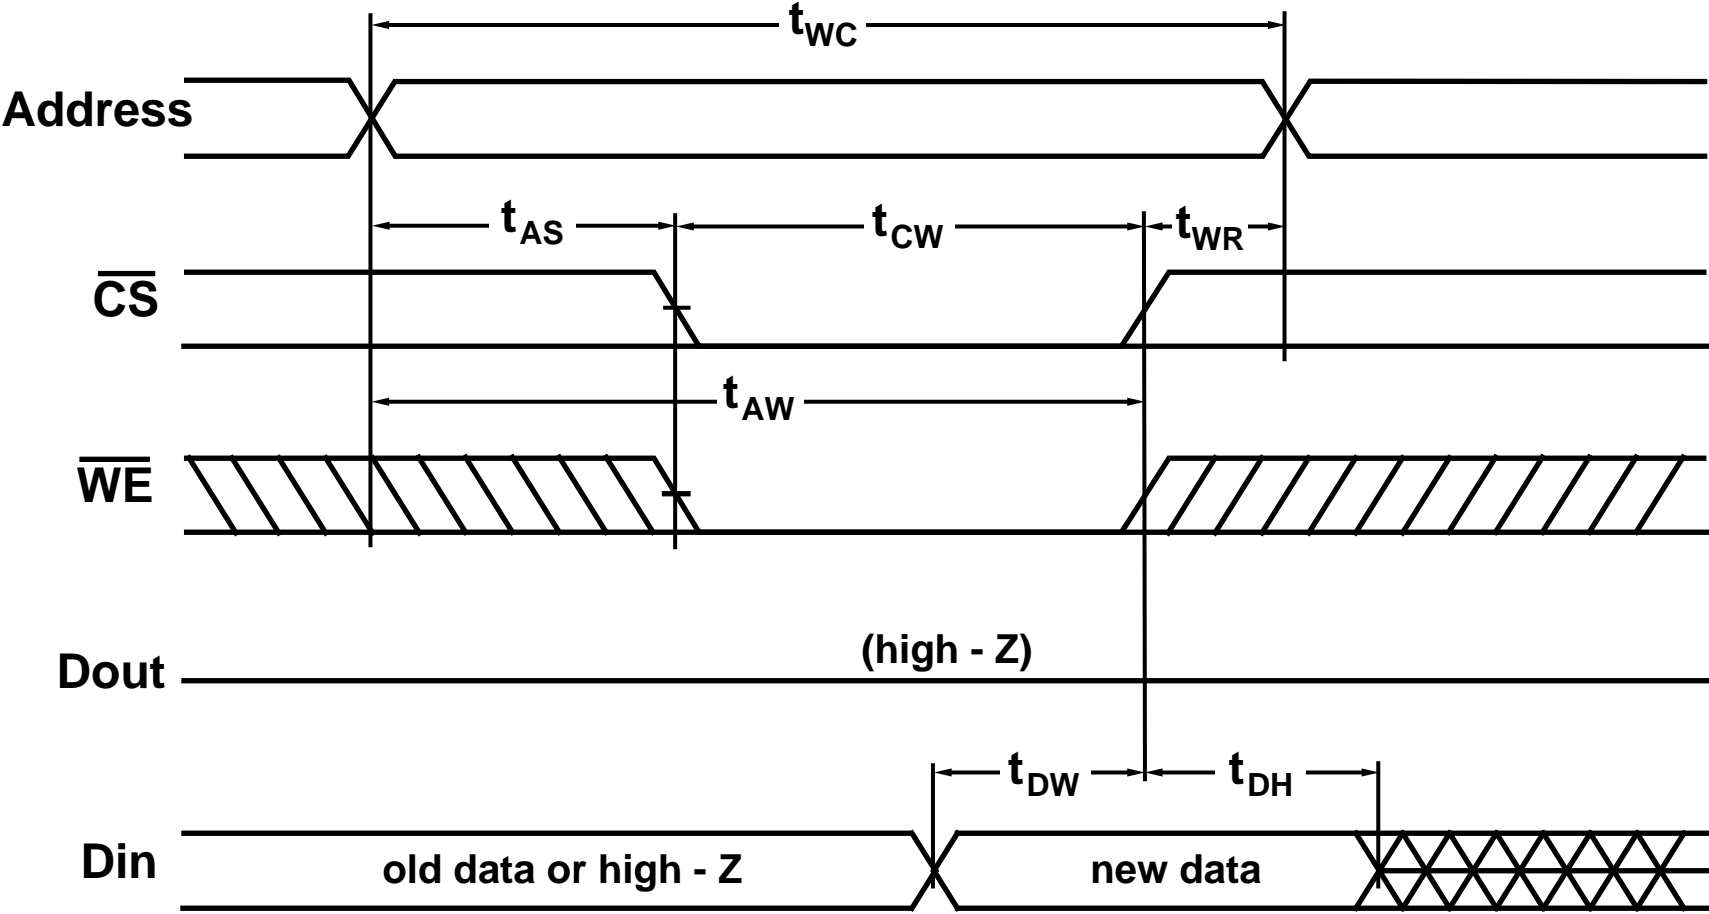 tWC
Address
tAS tCW tWR
CS
tAW
WE
(high - Z)
Dout
tDW tDH
Din old data or high - Z new data